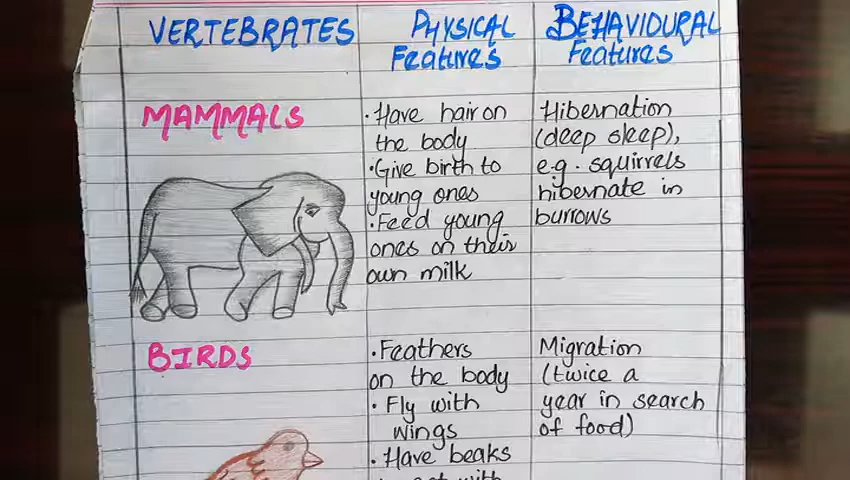 VERTEBRATES
PHYSICAL
Features
BEHAVIOURAL
Features
MAMMALS
· Have hair on
the body
· Give birth to
young ones
· Feed young
ones on their
own milk
Hibernation
(deep sleep),
e.g. squirrels
hibernate in
burrows
BIRDS
· Feathers
on the body
· Fly with
wings
· Have beaks
Migration
(twice a
year in search
of food)